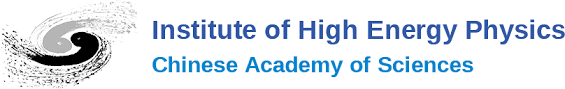 Institute of High Energy Physics
Chinese Academy of Sciences